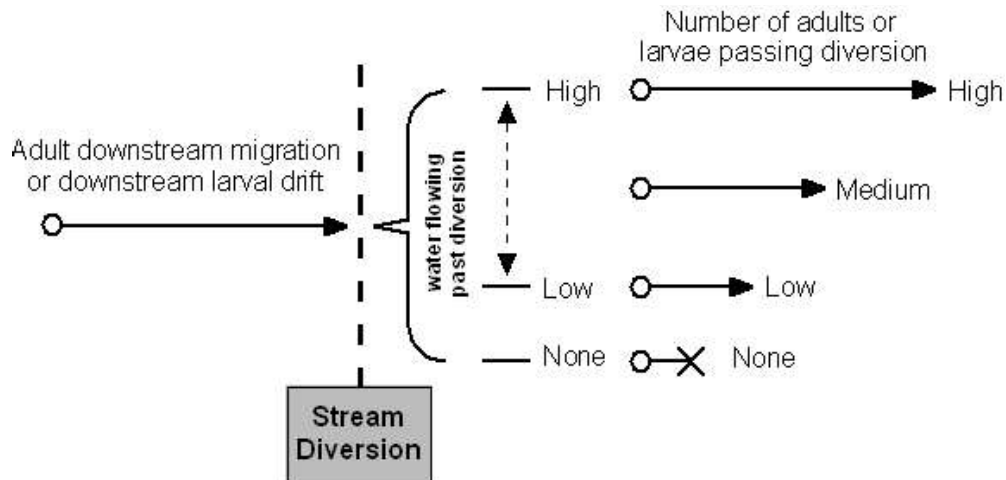 Number of adults or
larvae passing diversion
High
High
Adult downstream migration
or downstream larval drift
water flowing
past diversion
Medium
Low
Low
None
None
Stream
Diversion